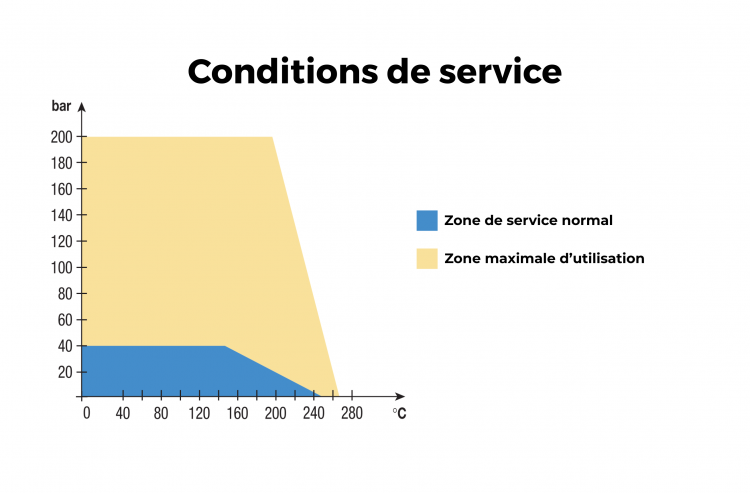 Conditions de service
bar
200
180
160
140
120
100
80
60
40
20
0 40 80 120 160 200 240 280 °C
Zone de service normal
Zone maximale d’utilisation